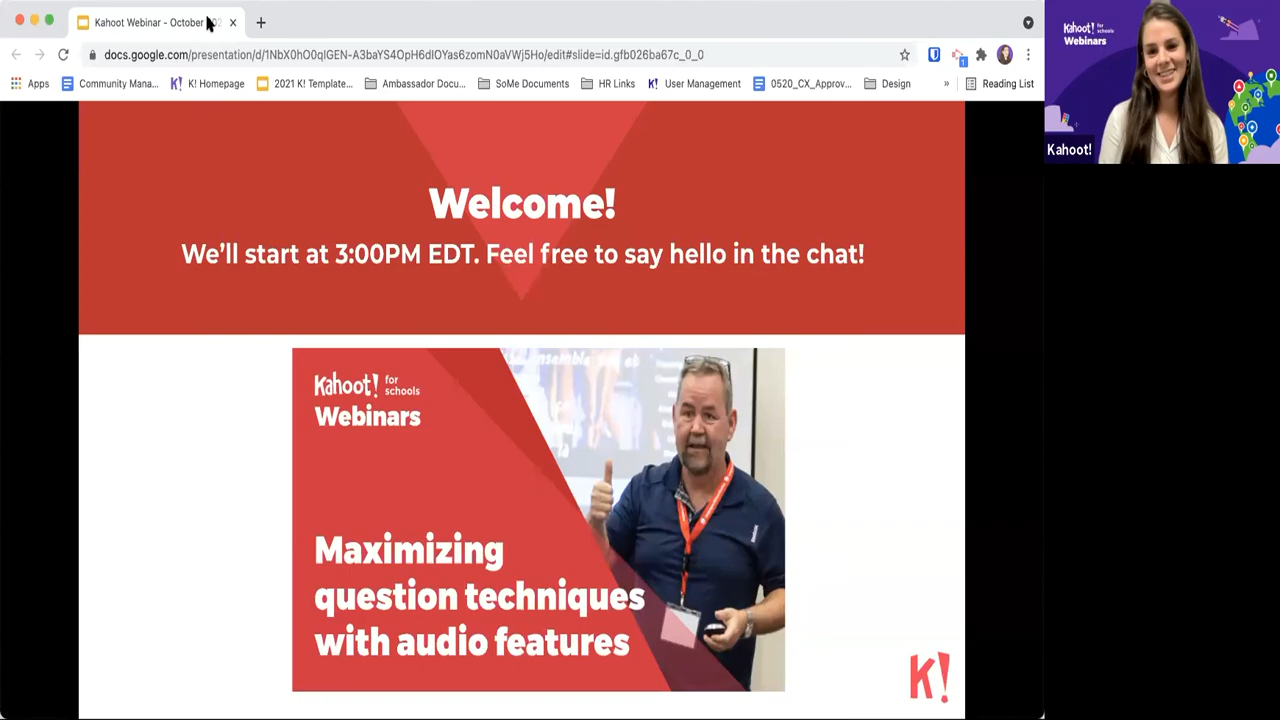 Kahoot Webinar - October
docs.google.com/presentation/d/1NbX0hO0qIGEN-A3baYS4OpH6dIOYas6zomN0aVWj5Ho/edit#slide=id.gfb026ba67c_0_0
1
Apps
Community Mana...
K! Homepage
2021 K! Template...
Ambassador Docu...
SoMe Documents
HR Links
User Management
0520_CX_Approv...
Design
»
Reading List
Kahoot! for schools
Webinars
Kahoot!
Welcome!
We'll start at 3:00PM EDT. Feel free to say hello in the chat!
Kahoot! for schools
Webinars
Maximizing
question techniques
with audio features
K!